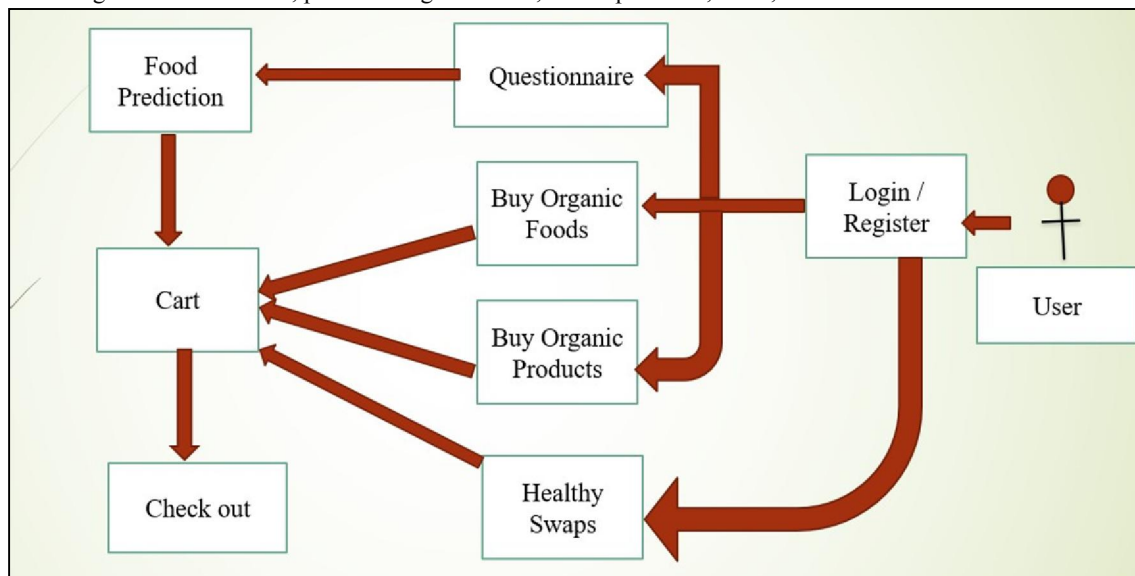 Food
Prediction
Questionnaire
Buy Organic
Foods
Login /
Register
User
Cart
Buy Organic
Products
Check out
Healthy
Swaps